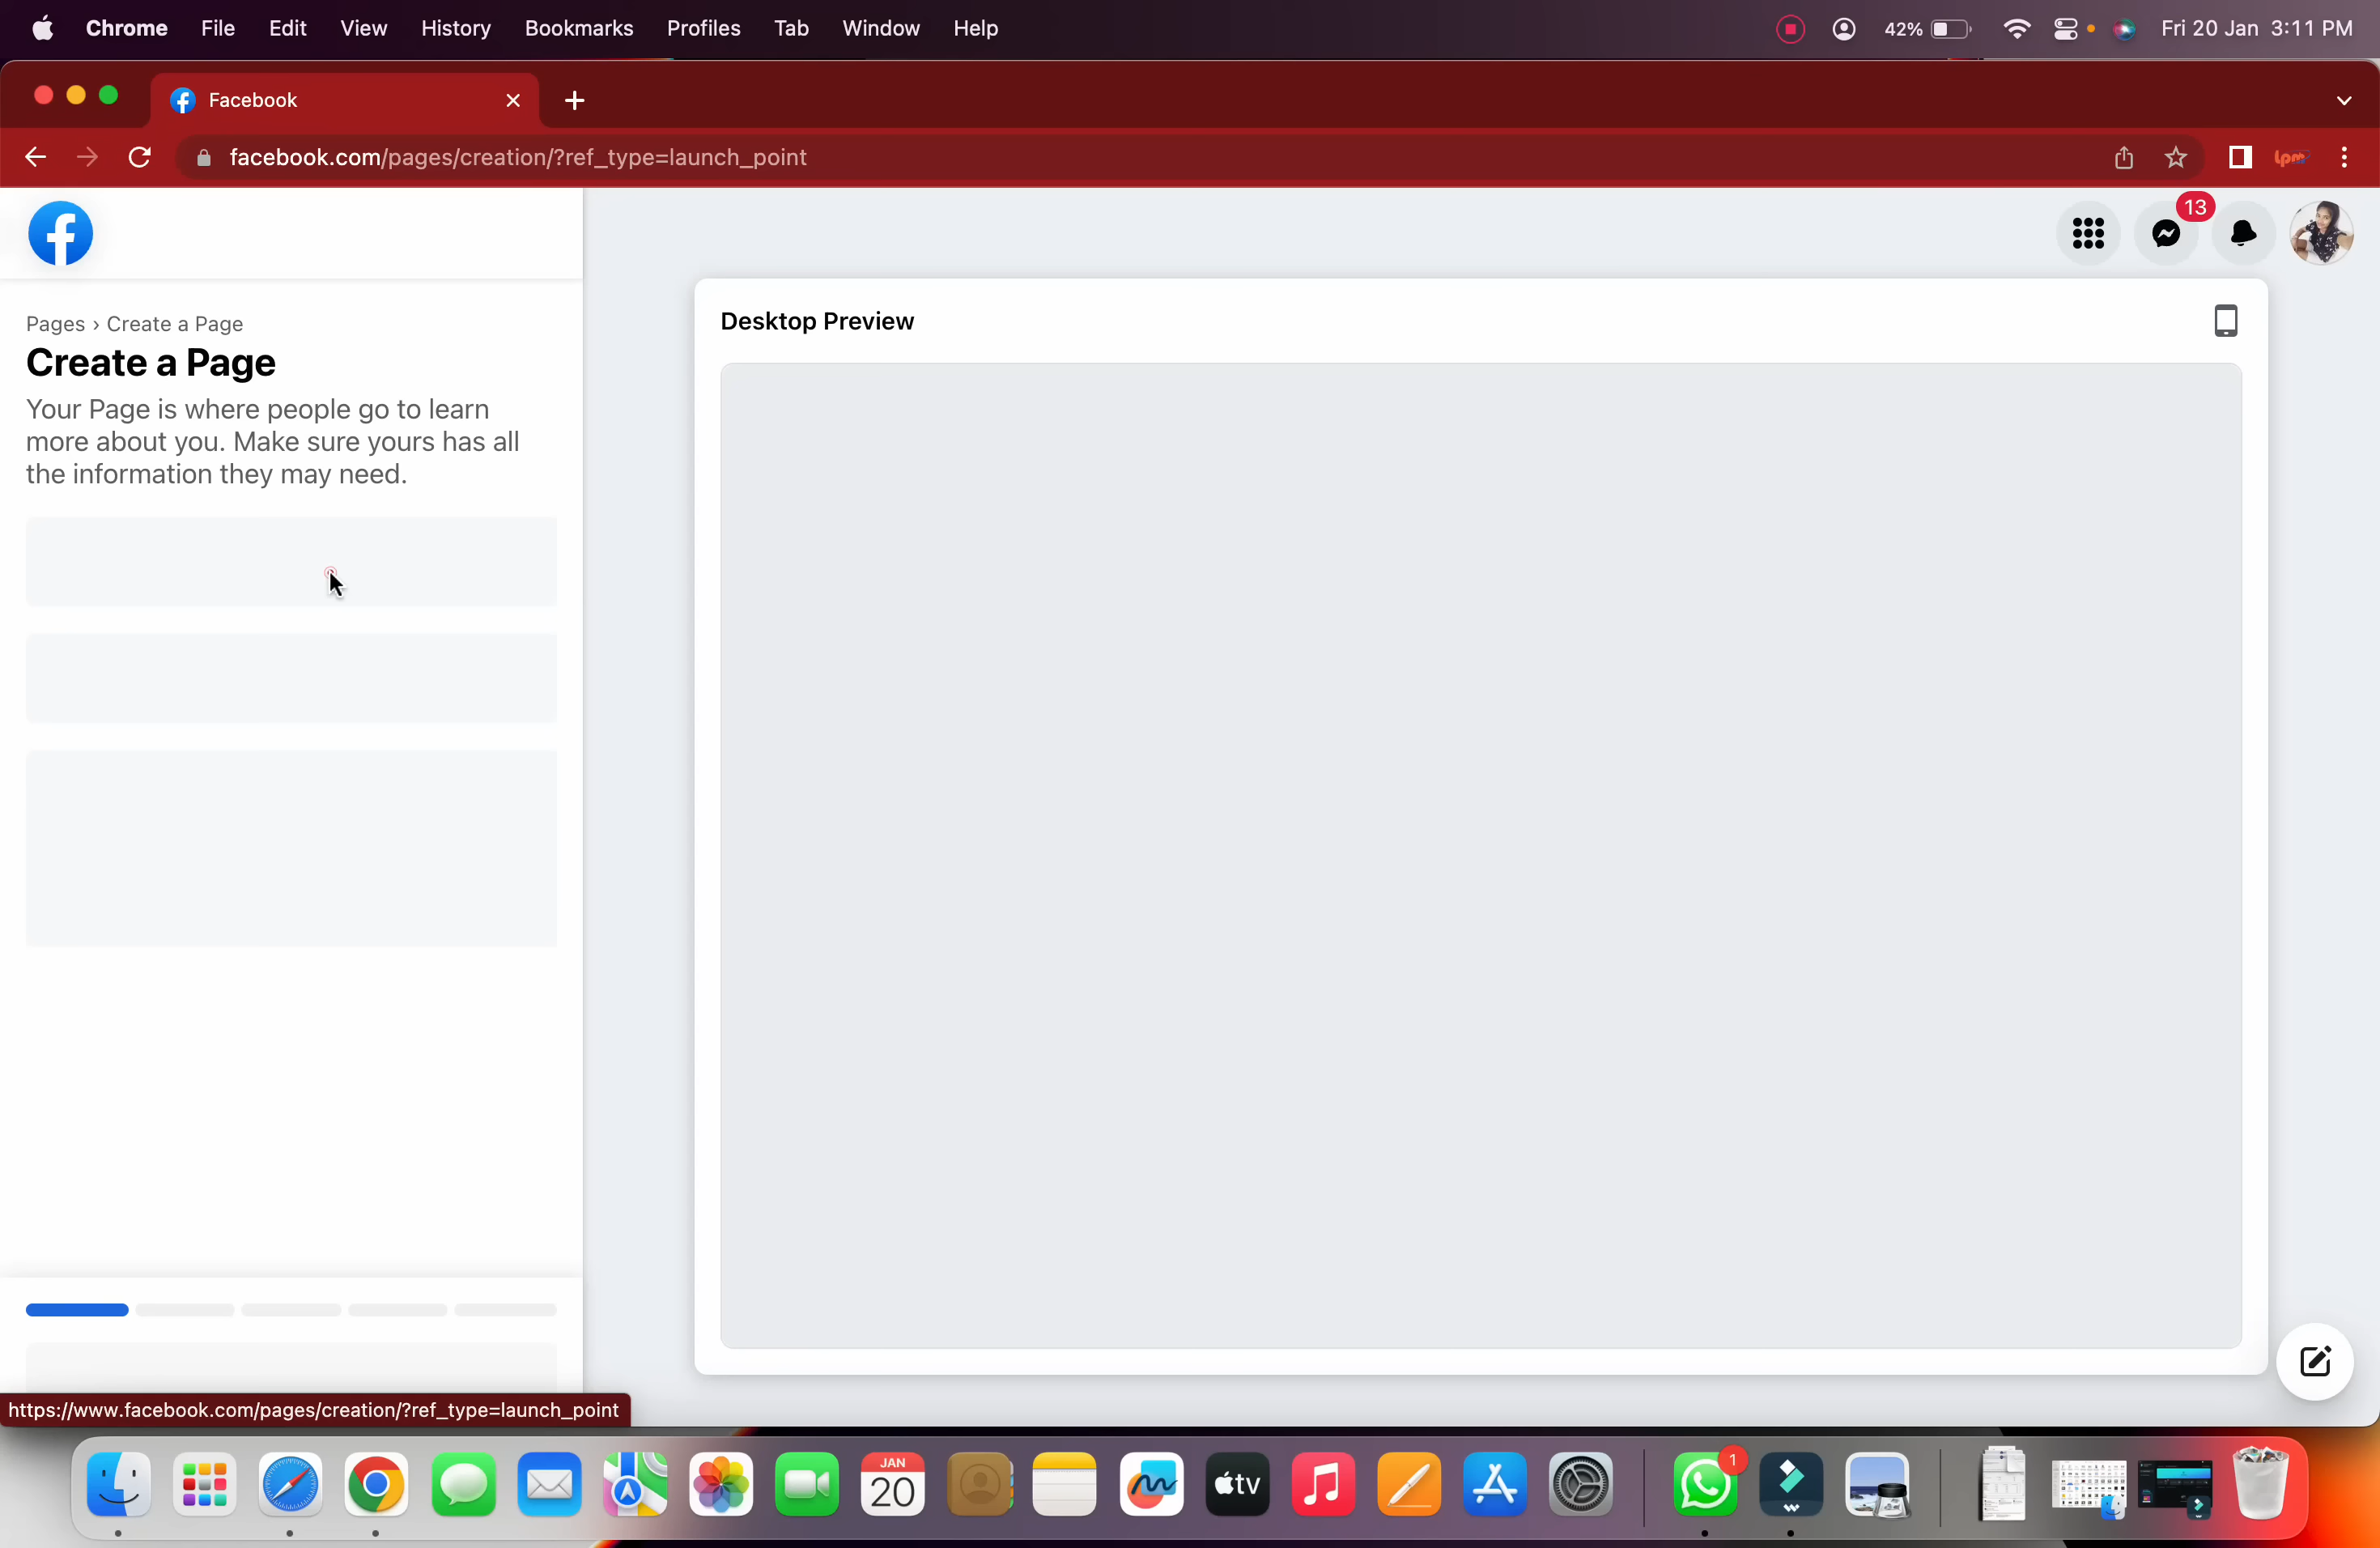 Chrome File Edit View History Bookmarks Profiles Tab Window Help 42% Fri 20 Jan 3:11 PM
Facebook
facebook.com/pages/creation/?ref_type=launch_point
lpm
13
Pages › Create a Page
Create a Page
Your Page is where people go to learn
more about you. Make sure yours has all
the information they may need.
Desktop Preview
https://www.facebook.com/pages/creation/?ref_type=launch_point
JAN
20
tv
1